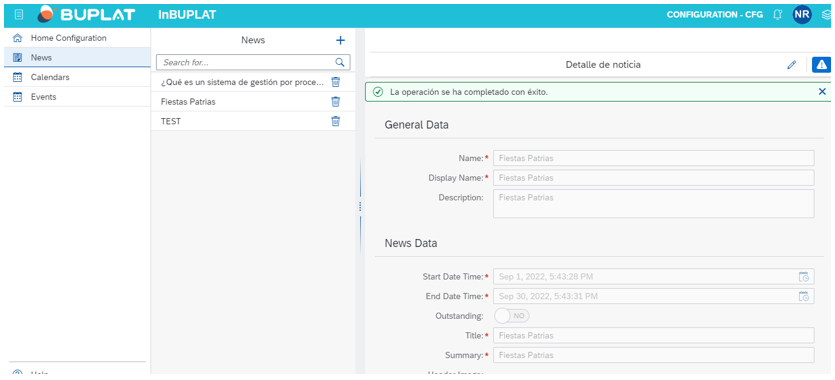 BUPLAT
InBUPLAT
CONFIGURATION - CFG
NR
Home Configuration
News
Calendars
Events
Help
News
Search for...
¿Qué es un sistema de gestión por proce...
Fiestas Patrias
TEST
Detalle de noticia
La operación se ha completado con éxito.
General Data
Name:* Fiestas Patrias
Display Name:* Fiestas Patrias
Description: Fiestas Patrias
News Data
Start Date Time:* Sep 1, 2022, 5:43:28 PM
End Date Time:* Sep 30, 2022, 5:43:31 PM
Outstanding: NO
Title:* Fiestas Patrias
Summary:* Fiestas Patrias
Header Image: